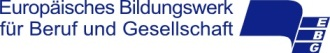 Europäisches Bildungswerk
für Beruf und Gesellschaft
EBG